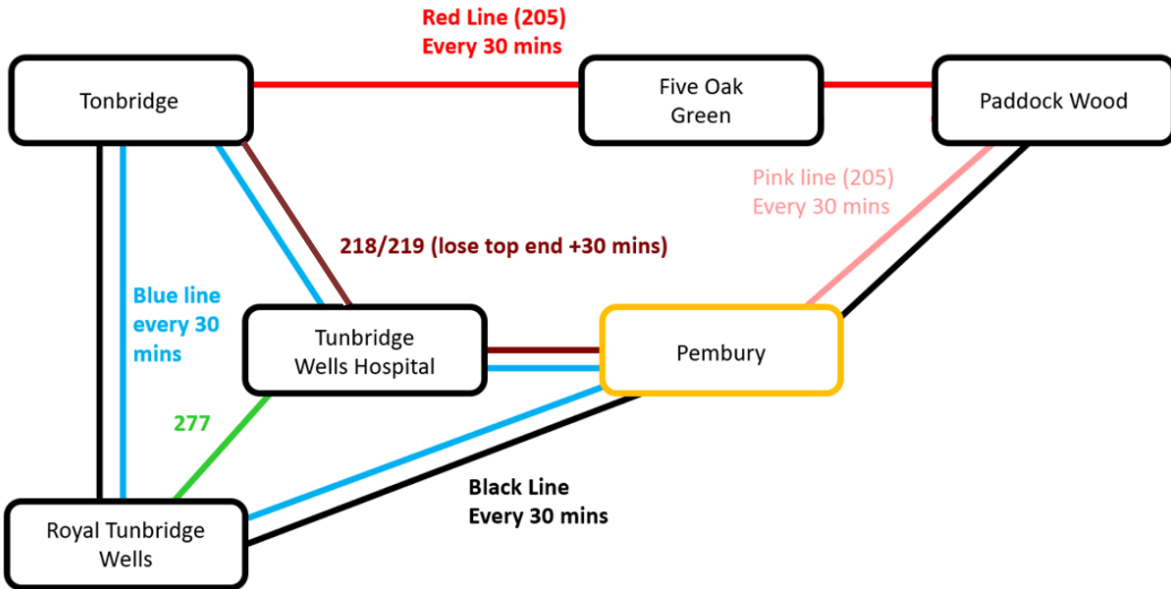 Red Line (205)
Every 30 mins
Tonbridge
Five Oak
Green
Paddock Wood
Pink line (205)
Every 30 mins
218/219 (lose top end +30 mins)
Blue line
every 30
mins
Tunbridge
Wells Hospital
Pembury
277
Black Line
Every 30 mins
Royal Tunbridge
Wells